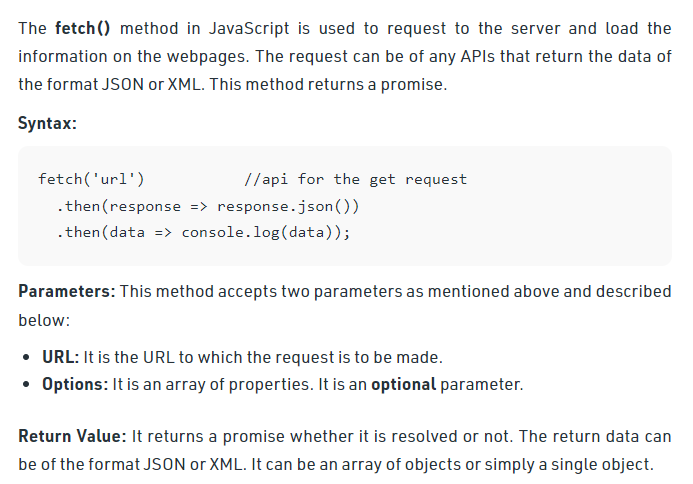 The fetch() method in JavaScript is used to request to the server and load the
information on the webpages. The request can be of any APIs that return the data of
the format JSON or XML. This method returns a promise.
Syntax:
fetch('url')           //api for the get request
  .then(response => response.json())
  .then(data => console.log(data));
Parameters: This method accepts two parameters as mentioned above and described
below:
• URL: It is the URL to which the request is to be made.
• Options: It is an array of properties. It is an optional parameter.
Return Value: It returns a promise whether it is resolved or not. The return data can
be of the format JSON or XML. It can be an array of objects or simply a single object.